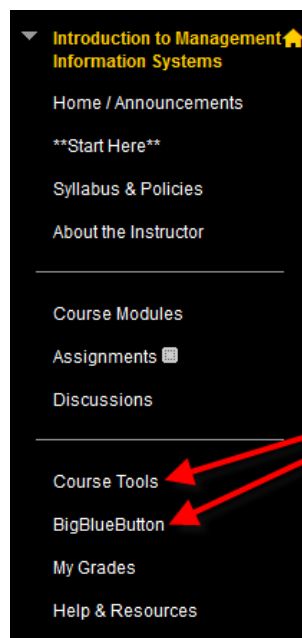 Introduction to Management
Information Systems
Home / Announcements
**Start Here**
Syllabus & Policies
About the Instructor
Course Modules
Assignments
Discussions
Course Tools
BigBlueButton
My Grades
Help & Resources